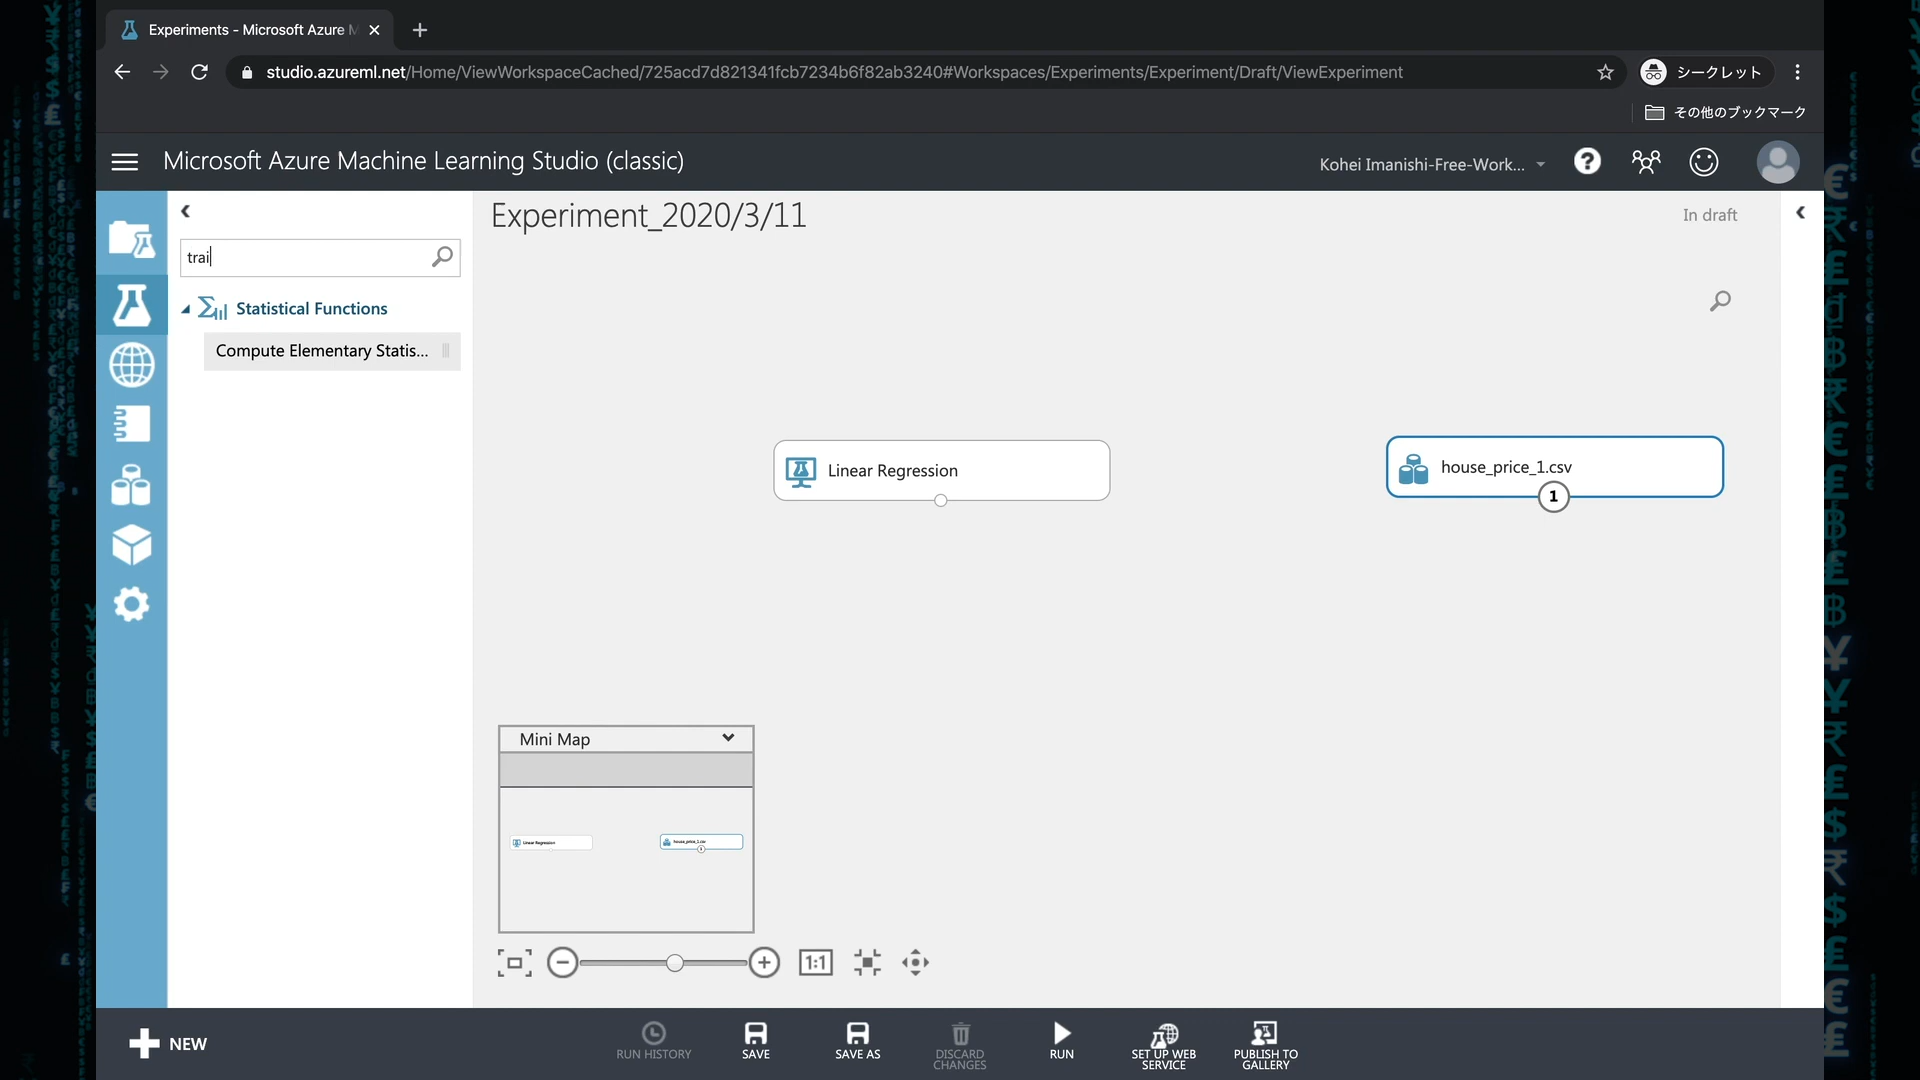 Experiments - Microsoft Azure M
studio.azureml.net/Home/ViewWorkspaceCached/725acd7d821341fcb7234b6f82ab3240#Workspaces/Experiments/Experiment/Draft/ViewExperiment
シークレット
その他のブックマーク
Microsoft Azure Machine Learning Studio (classic)
Kohei Imanishi-Free-Work...
Experiment_2020/3/11
In draft
trai
Statistical Functions
Compute Elementary Statis...
Linear Regression
house_price_1.csv
1
Mini Map
Linear Regression
house_price_1.csv
1:1
NEW
RUN HISTORY
SAVE
SAVE AS
DISCARD CHANGES
RUN
SET UP WEB SERVICE
PUBLISH TO GALLERY